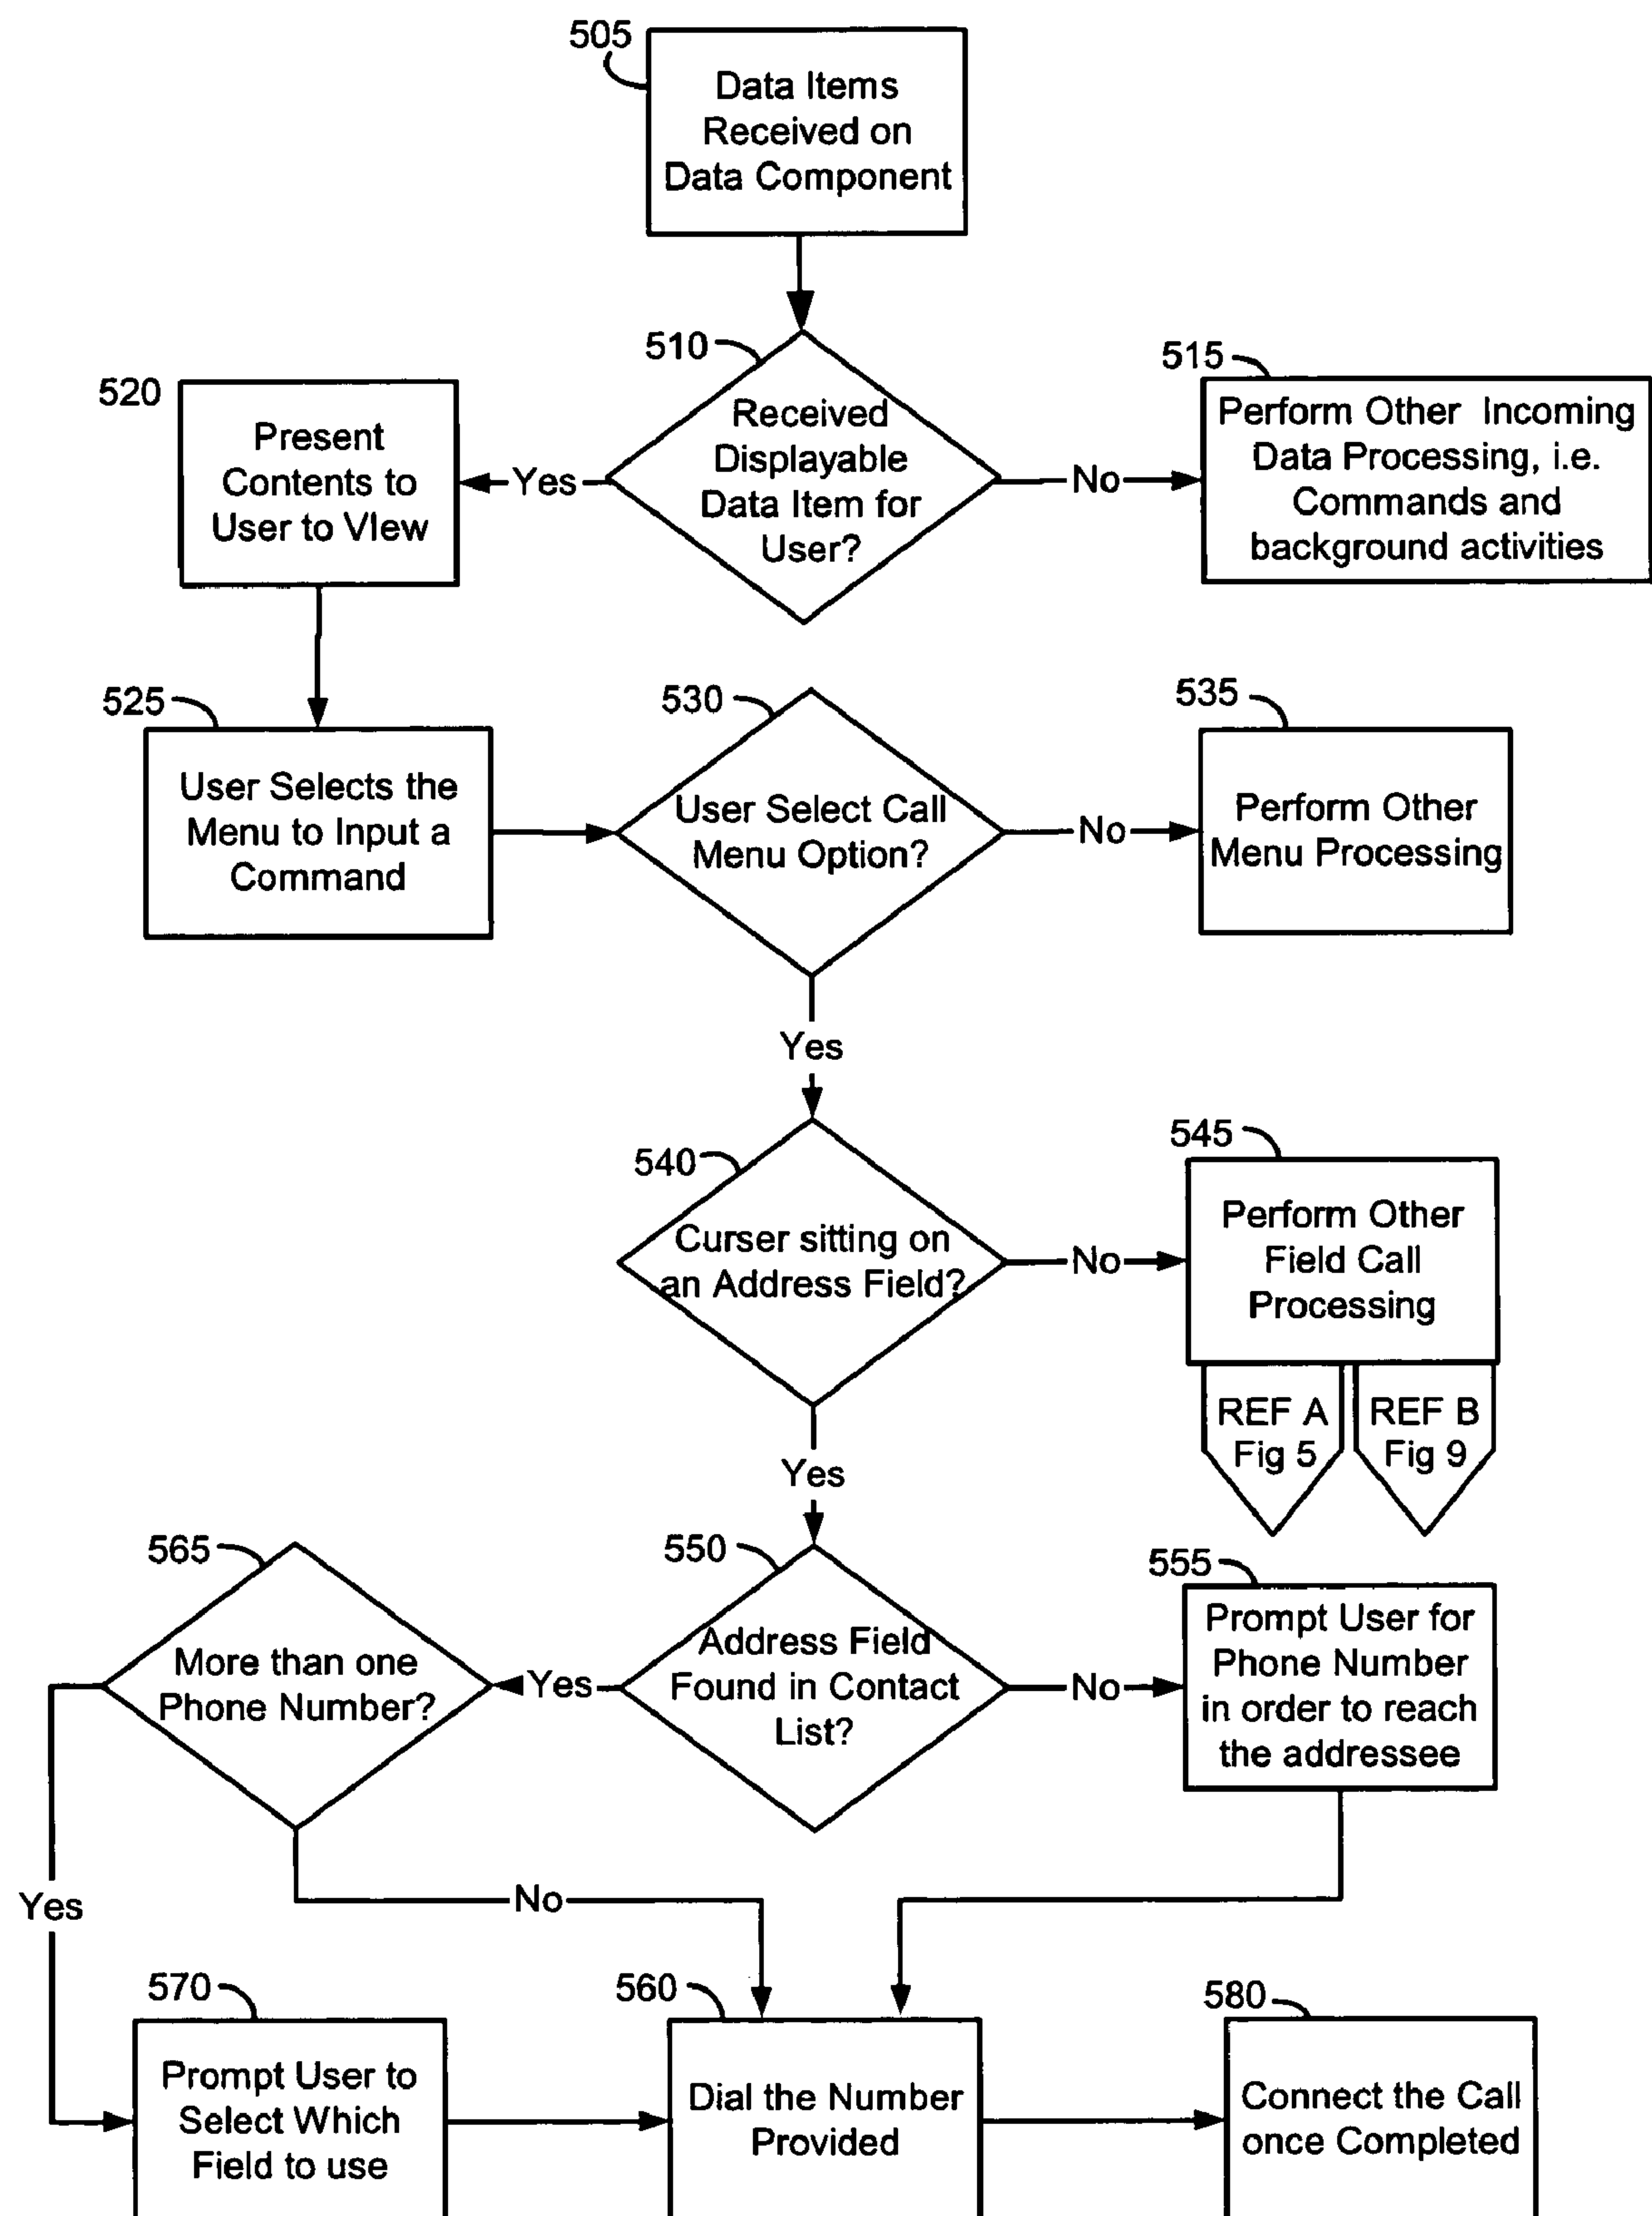 505
Data Items
Received on
Data Component
510
Received
Displayable
Data Item for
User?
Yes
No
515
Perform Other Incoming
Data Processing, i.e.
Commands and
background activities
520
Present
Contents to
User to VIew
525
User Selects the
Menu to Input a
Command
530
User Select Call
Menu Option?
No
Yes
535
Perform Other
Menu Processing
540
Curser sitting on
an Address Field?
No
Yes
545
Perform Other
Field Call
Processing
REF A
Fig 5
REF B
Fig 9
550
Address Field
Found in Contact
List?
Yes
No
555
Prompt User for
Phone Number
in order to reach
the addressee
565
More than one
Phone Number?
Yes
No
570
Prompt User to
Select Which
Field to use
560
Dial the Number
Provided
580
Connect the Call
once Completed